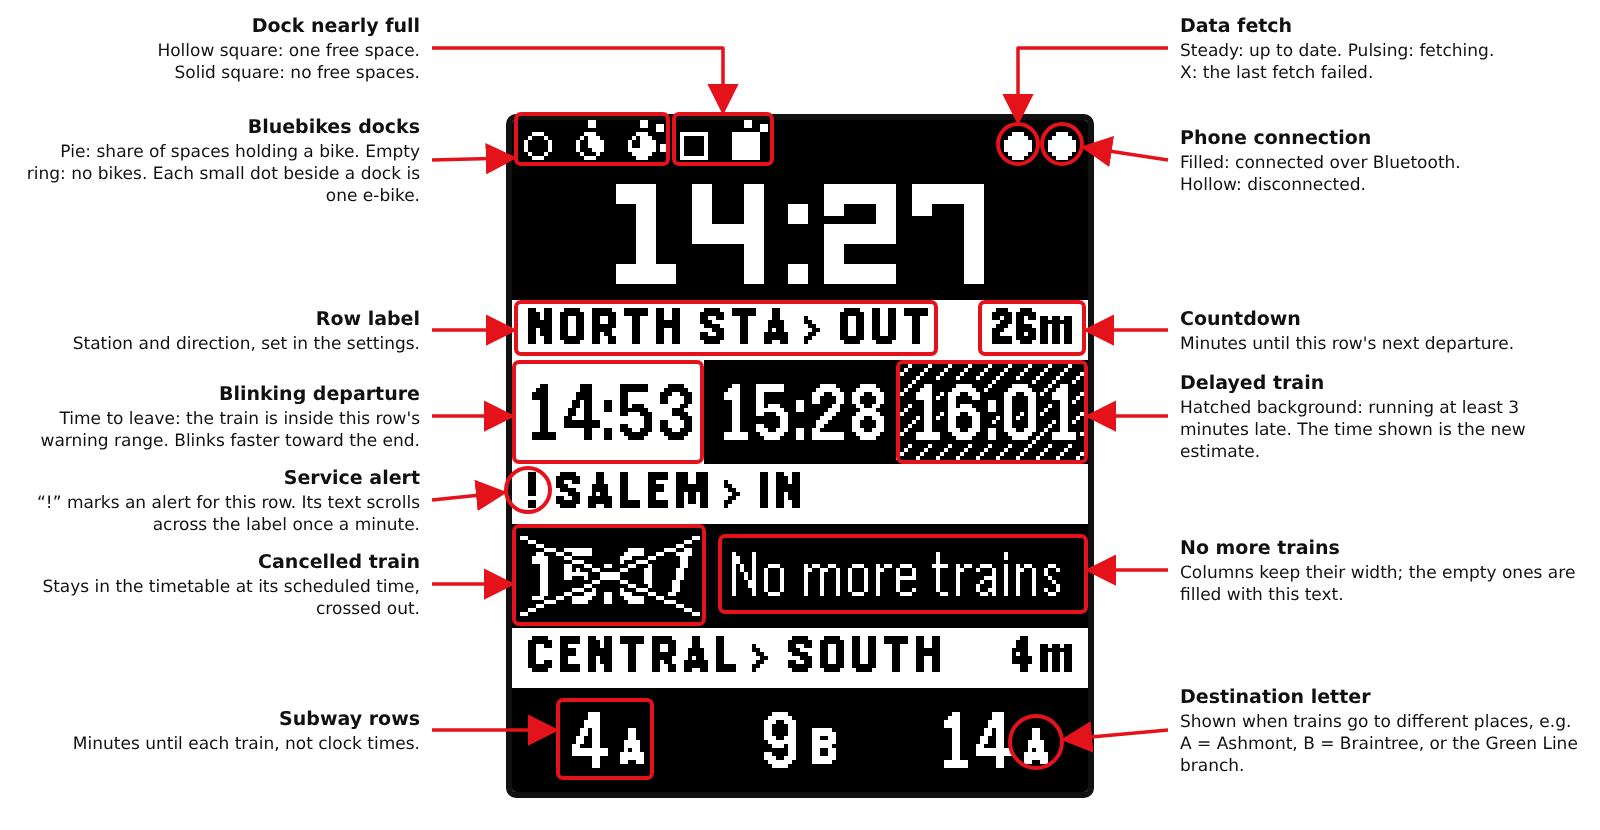 Dock nearly full
Hollow square: one free space.
Solid square: no free spaces.
Data fetch
Steady: up to date. Pulsing: fetching.
X: the last fetch failed.
Bluebikes docks
Pie: share of spaces holding a bike. Empty
ring: no bikes. Each small dot beside a dock is
one e-bike.
Phone connection
Filled: connected over Bluetooth.
Hollow: disconnected.
14:27
Row label
Station and direction, set in the settings.
NORTH STA > OUT 26m
Countdown
Minutes until this row's next departure.
Blinking departure
Time to leave: the train is inside this row's
warning range. Blinks faster toward the end.
14:53 15:28 16:01
Delayed train
Hatched background: running at least 3
minutes late. The time shown is the new
estimate.
Service alert
“!” marks an alert for this row. Its text scrolls
across the label once a minute.
! SALEM > IN
Cancelled train
Stays in the timetable at its scheduled time,
crossed out.
No more trains
No more trains
Columns keep their width; the empty ones are
filled with this text.
CENTRAL > SOUTH 4m
Subway rows
Minutes until each train, not clock times.
4 A 9 B 14 A
Destination letter
Shown when trains go to different places, e.g.
A = Ashmont, B = Braintree, or the Green Line
branch.